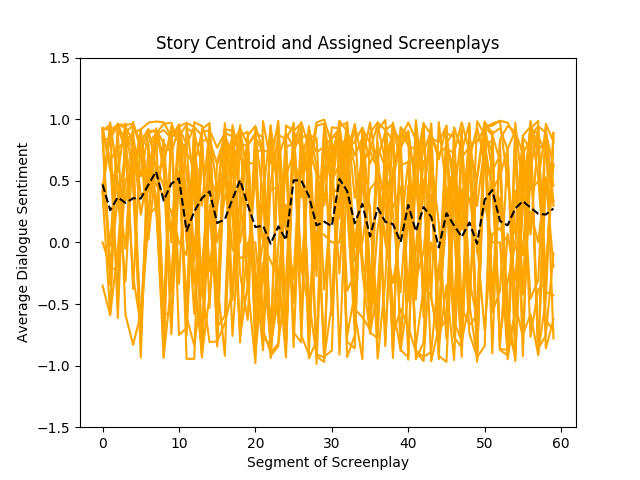 Story Centroid and Assigned Screenplays
1.5
1.0
0.5
0.0
−0.5
−1.0
−1.5
Average Dialogue Sentiment
0 10 20 30 40 50 60
Segment of Screenplay